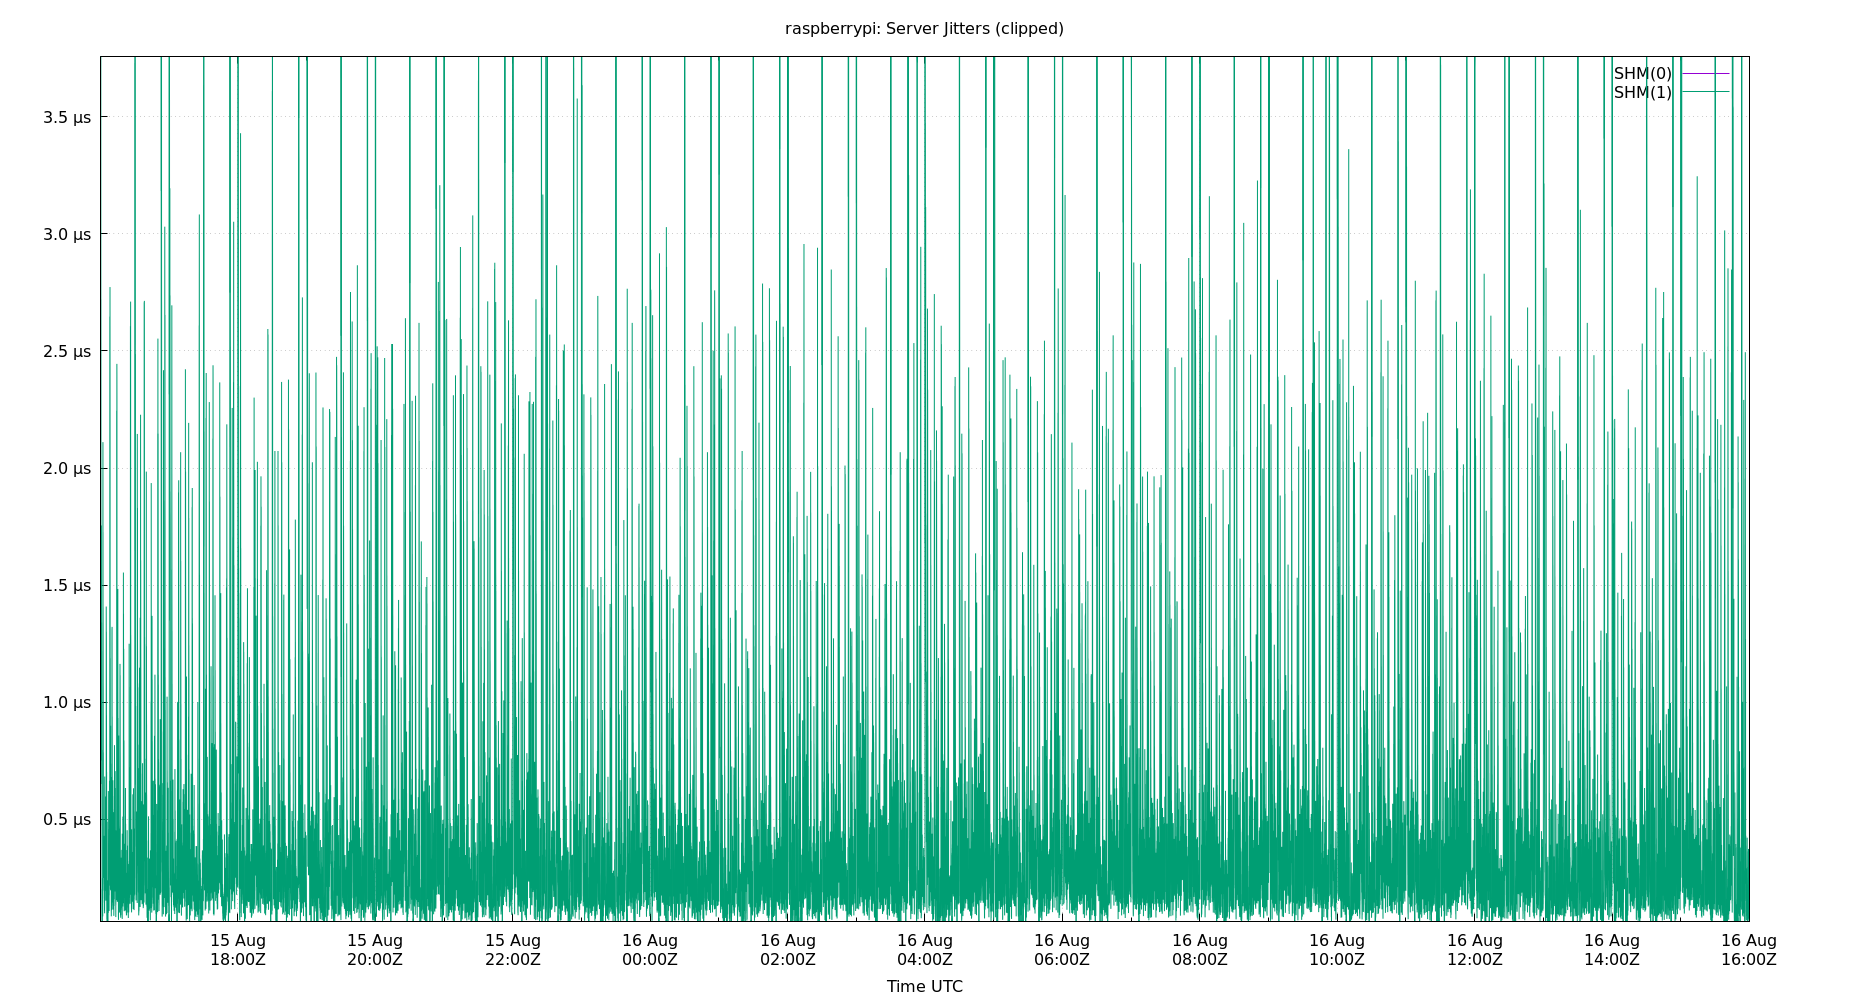 raspberrypi: Server Jitters (clipped)
SHM(0)
SHM(1)
3.5 μs
3.0 μs
2.5 μs
2.0 μs
1.5 μs
1.0 μs
0.5 μs
15 Aug 15 Aug 15 Aug 16 Aug 16 Aug 16 Aug 16 Aug 16 Aug 16 Aug 16 Aug 16 Aug 16 Aug
18:00Z 20:00Z 22:00Z 00:00Z 02:00Z 04:00Z 06:00Z 08:00Z 10:00Z 12:00Z 14:00Z 16:00Z
Time UTC